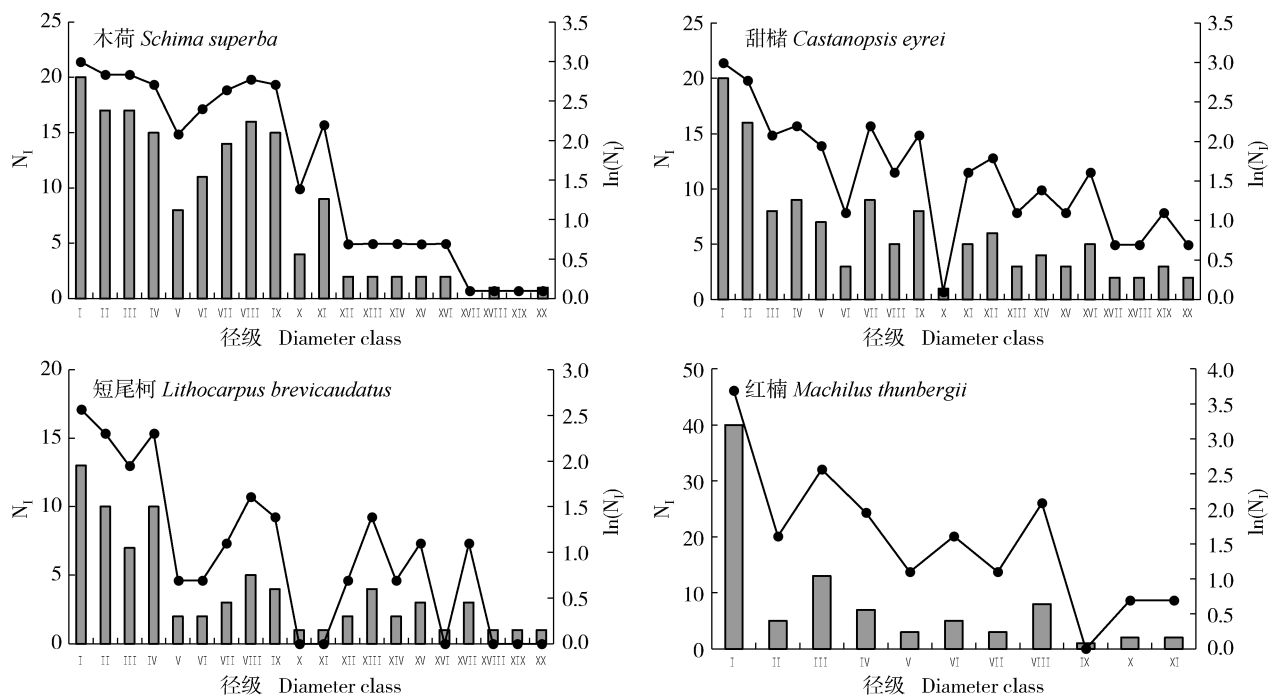 25
20
15
10
5
0
N_I
木荷 Schima superba
3.5
3.0
2.5
2.0
1.5
1.0
0.5
0.0
ln(N_I)
I II III IV V VI VII VIII IX X XI XII XIII XIV XV XVI XVII XVIII XIX XX
径级 Diameter class
25
20
15
10
5
0
N_I
甜槠 Castanopsis eyrei
3.5
3.0
2.5
2.0
1.5
1.0
0.5
0.0
ln(N_I)
I II III IV V VI VII VIII IX X XI XII XIII XIV XV XVI XVII XVIII XIX XX
径级 Diameter class
20
15
10
5
0
N_I
短尾柯 Lithocarpus brevicaudatus
3.0
2.5
2.0
1.5
1.0
0.5
0.0
ln(N_I)
I II III IV V VI VII VIII IX X XI XII XIII XIV XV XVI XVII XVIII XIX XX
径级 Diameter class
50
40
30
20
10
0
N_I
红楠 Machilus thunbergii
4.0
3.5
3.0
2.5
2.0
1.5
1.0
0.5
0.0
ln(N_I)
I II III IV V VI VII VIII IX X XI
径级 Diameter class